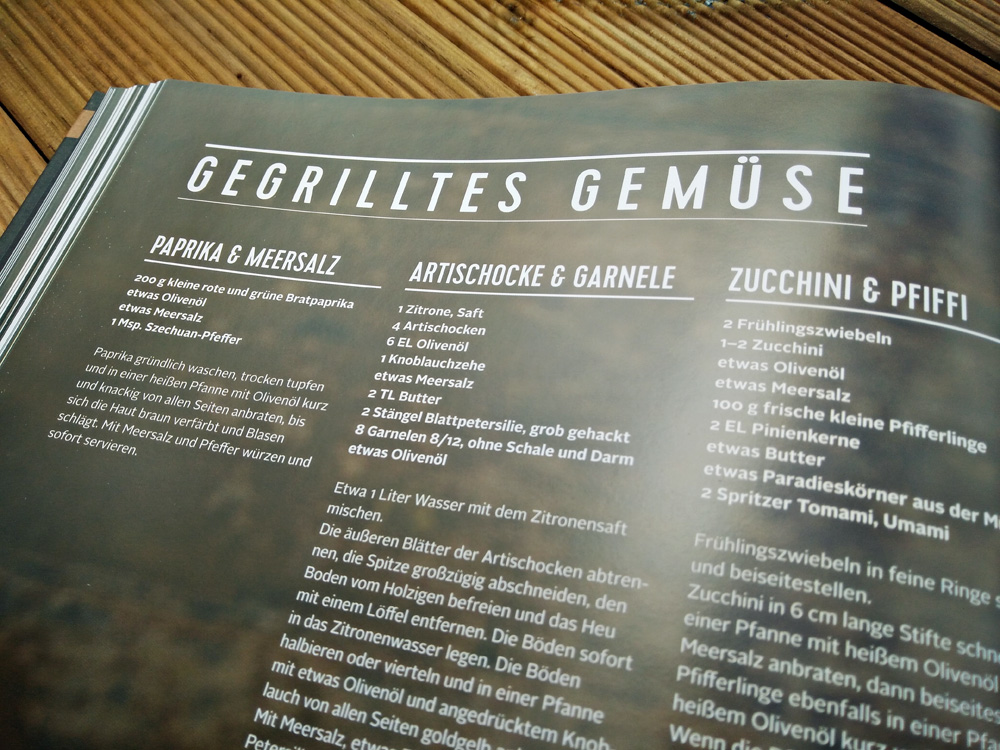 GEGRILLTES GEMÜSE
PAPRIKA & MEERSALZ
200 g kleine rote und grüne Bratpaprika
etwas Olivenöl
etwas Meersalz
1 Msp. Szechuan-Pfeffer
Paprika gründlich waschen, trocken tupfen
und in einer heißen Pfanne mit Olivenöl kurz
und knackig von allen Seiten anbraten, bis
sich die Haut braun verfärbt und Blasen
schlägt. Mit Meersalz und Pfeffer würzen und
sofort servieren.
ARTISCHOCKE & GARNELE
1 Zitrone, Saft
4 Artischocken
6 EL Olivenöl
1 Knoblauchzehe
etwas Meersalz
2 TL Butter
2 Stängel Blattpetersilie, grob gehackt
8 Garnelen 8/12, ohne Schale und Darm
etwas Olivenöl
Etwa 1 Liter Wasser mit dem Zitronensaft
mischen.
Die äußeren Blätter der Artischocken abtren-
nen, die Spitze großzügig abschneiden, den
Boden vom Holzigen befreien und das Heu
mit einem Löffel entfernen. Die Böden sofort
in das Zitronenwasser legen. Die Böden
halbieren oder vierteln und in einer Pfanne
mit etwas Olivenöl und angedrücktem Knob-
lauch von allen Seiten goldgelb
Mit Meersalz, etwas
ZUCCHINI & PFIFFI
2 Frühlingszwiebeln
1–2 Zucchini
etwas Olivenöl
etwas Meersalz
100 g frische kleine Pfifferlinge
2 EL Pinienkerne
etwas Butter
etwas Paradieskörner aus der M
2 Spritzer Tomami, Umami
Frühlingszwiebeln in feine Ringe
und beiseitestellen.
Zucchini in 6 cm lange Stifte schn
einer Pfanne mit heißem Olivenöl
Meersalz anbraten, dann beiseites
Pfifferlinge ebenfalls in einer Pfa
heißem Olivenöl kurz
Wenn die